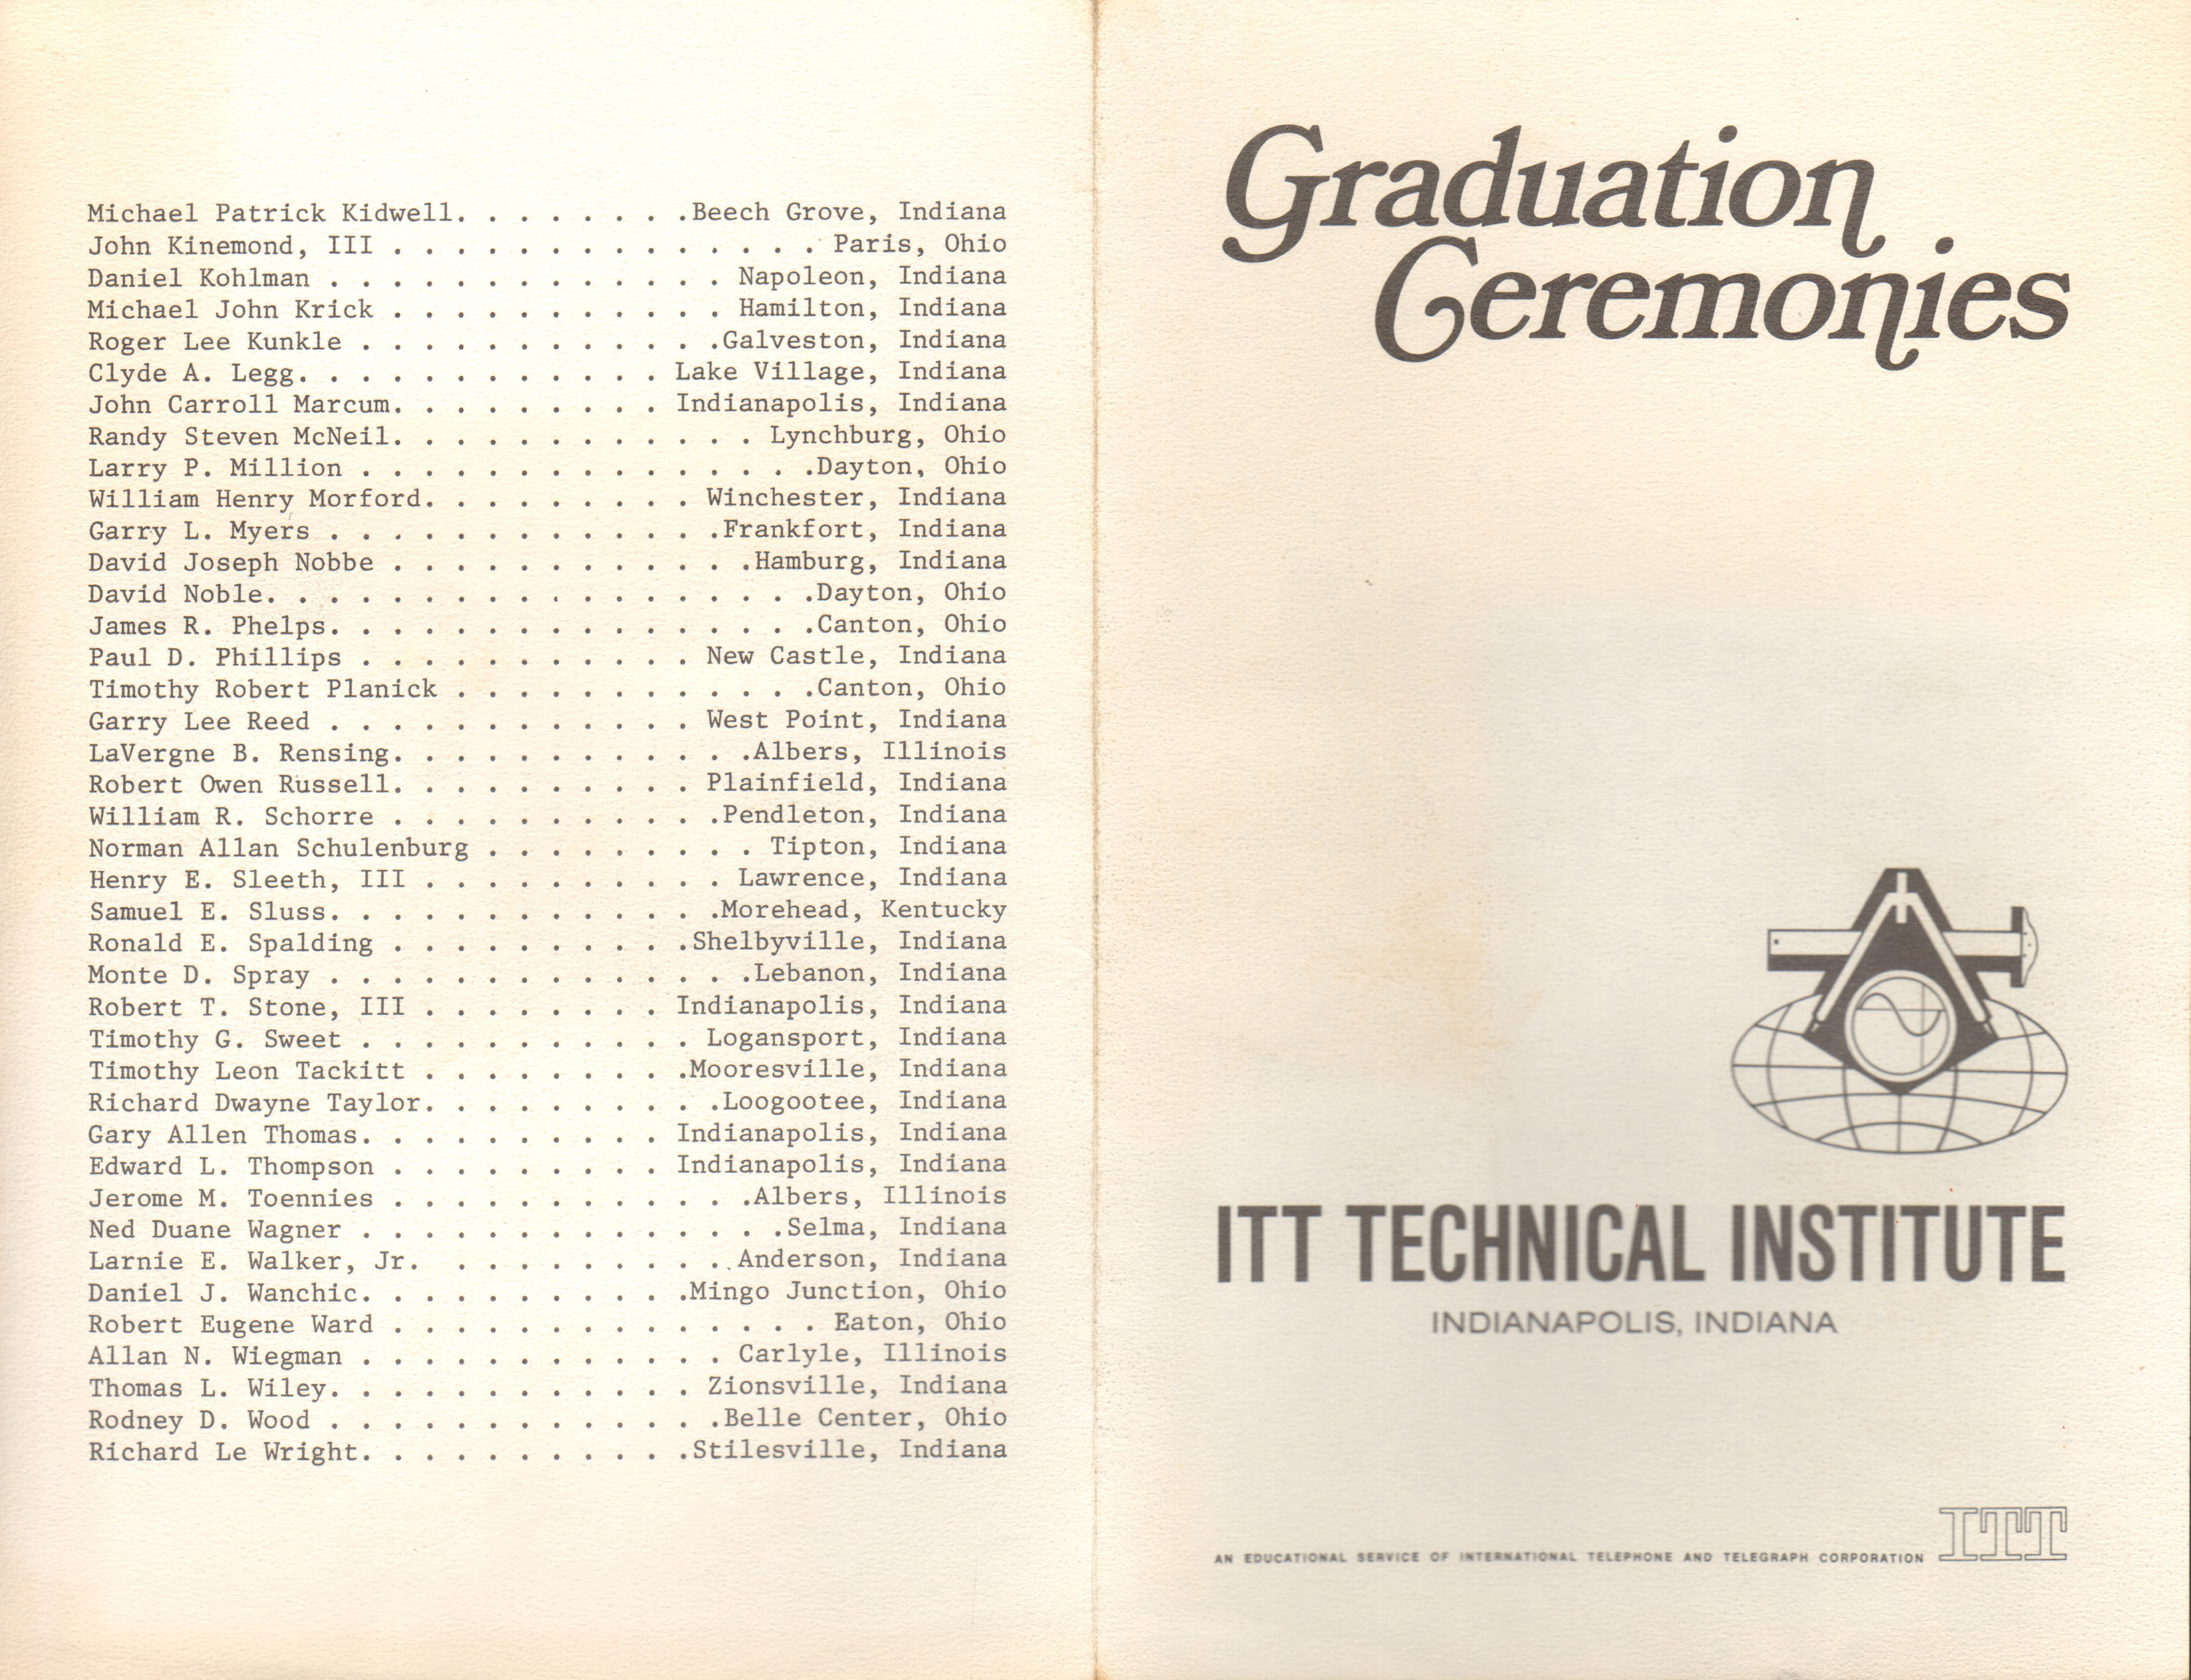 Michael Patrick Kidwell. . . . . . . .Beech Grove, Indiana
John Kinemond, III . . . . . . . . . . . . . . Paris, Ohio
Daniel Kohlman . . . . . . . . . . . . . Napoleon, Indiana
Michael John Krick . . . . . . . . . . . Hamilton, Indiana
Roger Lee Kunkle . . . . . . . . . . . .Galveston, Indiana
Clyde A. Legg. . . . . . . . . . . . Lake Village, Indiana
John Carroll Marcum. . . . . . . . . Indianapolis, Indiana
Randy Steven McNeil. . . . . . . . . . . . Lynchburg, Ohio
Larry P. Million . . . . . . . . . . . . . . .Dayton, Ohio
William Henry Morford. . . . . . . . . Winchester, Indiana
Garry L. Myers . . . . . . . . . . . . .Frankfort, Indiana
David Joseph Nobbe . . . . . . . . . . . .Hamburg, Indiana
David Noble. . . . . . . . . . . . . . . . . .Dayton, Ohio
James R. Phelps. . . . . . . . . . . . . . . .Canton, Ohio
Paul D. Phillips . . . . . . . . . . . New Castle, Indiana
Timothy Robert Planick . . . . . . . . . . . .Canton, Ohio
Garry Lee Reed . . . . . . . . . . . . West Point, Indiana
LaVergne B. Rensing. . . . . . . . . . . .Albers, Illinois
Robert Owen Russell. . . . . . . . . . Plainfield, Indiana
William R. Schorre . . . . . . . . . . .Pendleton, Indiana
Norman Allan Schulenburg . . . . . . . . . Tipton, Indiana
Henry E. Sleeth, III . . . . . . . . . . Lawrence, Indiana
Samuel E. Sluss. . . . . . . . . . . . .Morehead, Kentucky
Ronald E. Spalding . . . . . . . . . .Shelbyville, Indiana
Monte D. Spray . . . . . . . . . . . . . .Lebanon, Indiana
Robert T. Stone, III . . . . . . . . Indianapolis, Indiana
Timothy G. Sweet . . . . . . . . . . . Logansport, Indiana
Timothy Leon Tackitt . . . . . . . . .Mooresville, Indiana
Richard Dwayne Taylor. . . . . . . . . .Loogootee, Indiana
Gary Allen Thomas. . . . . . . . . . Indianapolis, Indiana
Edward L. Thompson . . . . . . . . . Indianapolis, Indiana
Jerome M. Toennies . . . . . . . . . . . .Albers, Illinois
Ned Duane Wagner . . . . . . . . . . . . . .Selma, Indiana
Larnie E. Walker, Jr. . . . . . . . . . Anderson, Indiana
Daniel J. Wanchic. . . . . . . . . . .Mingo Junction, Ohio
Robert Eugene Ward . . . . . . . . . . . . . . Eaton, Ohio
Allan N. Wiegman . . . . . . . . . . . . Carlyle, Illinois
Thomas L. Wiley. . . . . . . . . . . . Zionsville, Indiana
Rodney D. Wood . . . . . . . . . . . . .Belle Center, Ohio
Richard Le Wright. . . . . . . . . . .Stilesville, Indiana
Graduation
Ceremonies
ITT TECHNICAL INSTITUTE
INDIANAPOLIS, INDIANA
AN EDUCATIONAL SERVICE OF INTERNATIONAL TELEPHONE AND TELEGRAPH CORPORATION ITT